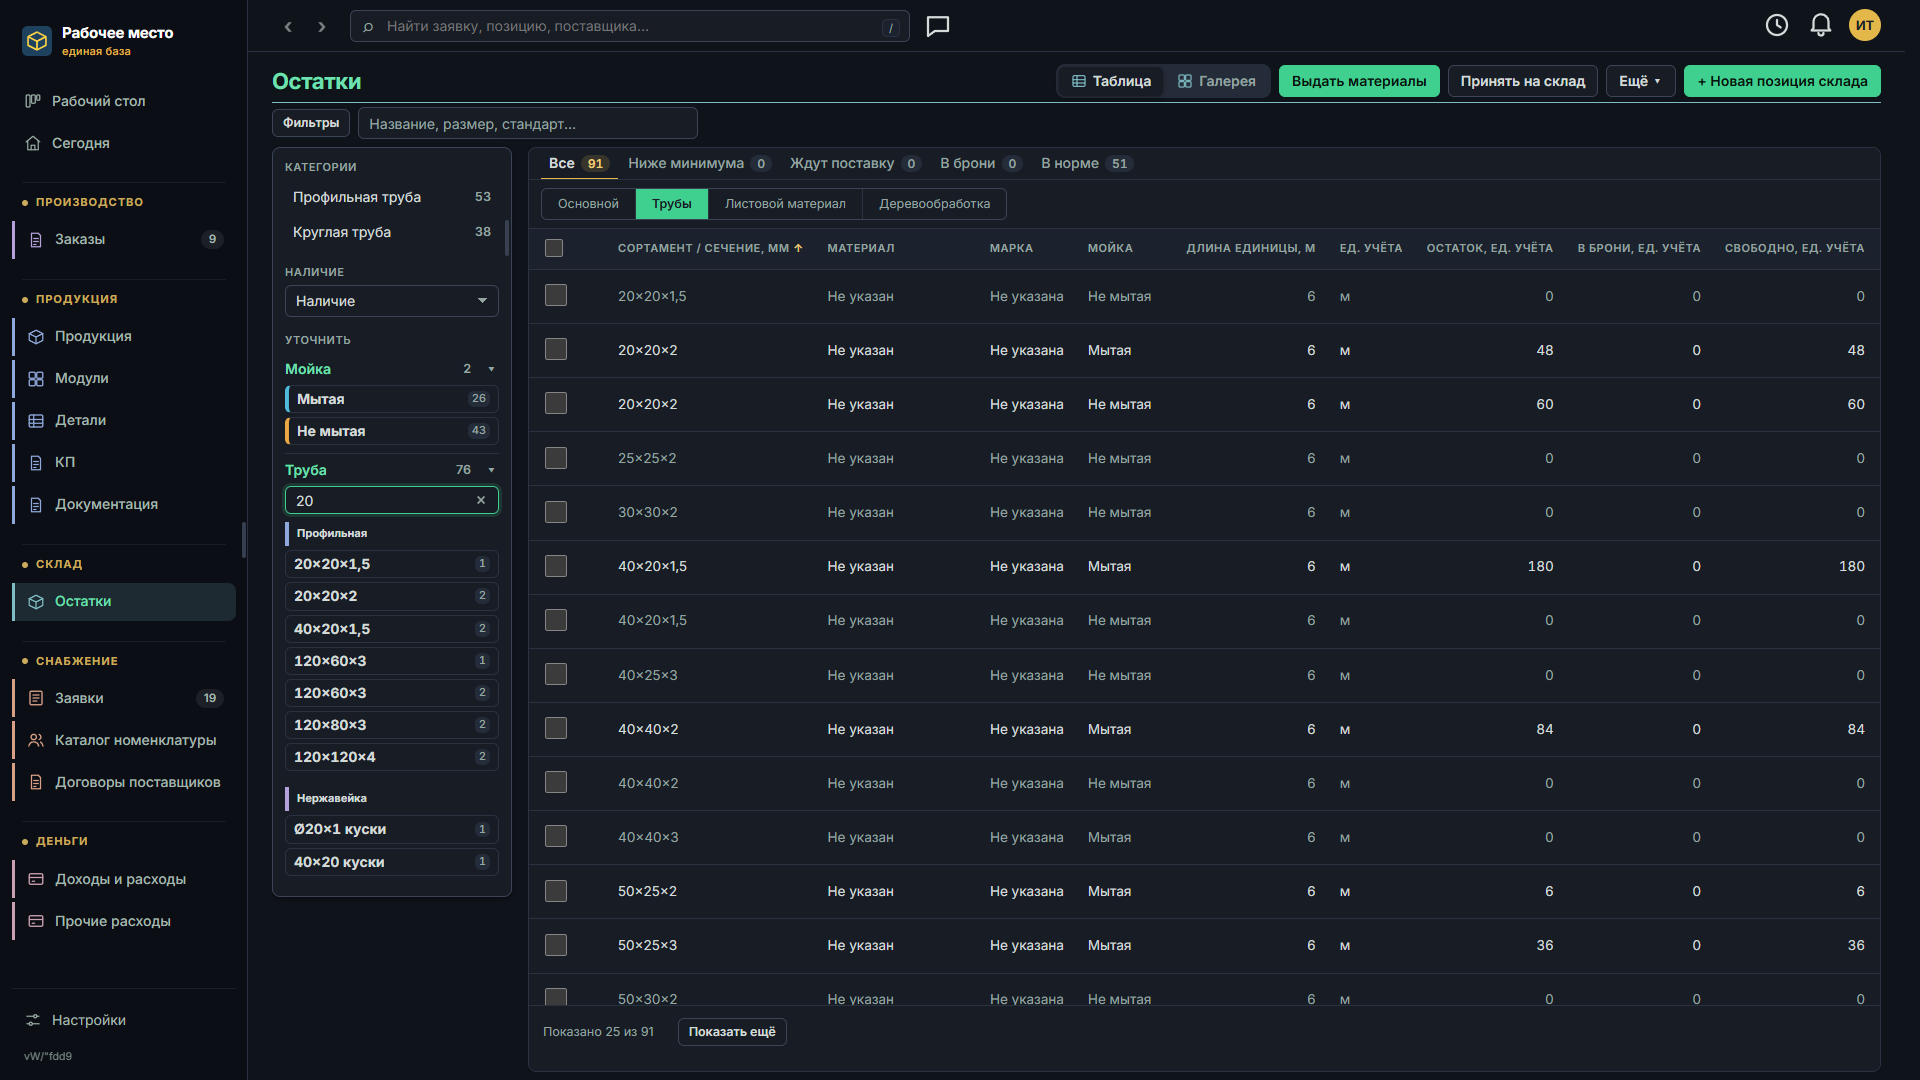 Рабочее место
единая база
Рабочий стол
Сегодня
ПРОИЗВОДСТВО
Заказы 9
ПРОДУКЦИЯ
Продукция
Модули
Детали
КП
Документация
СКЛАД
Остатки
СНАБЖЕНИЕ
Заявки 19
Каталог номенклатуры
Договоры поставщиков
ДЕНЬГИ
Доходы и расходы
Прочие расходы
Настройки
vW/"fdd9
Найти заявку, позицию, поставщика... /
ИТ
Остатки
Таблица Галерея Выдать материалы Принять на склад Ещё ▾ + Новая позиция склада
Фильтры Название, размер, стандарт...
КАТЕГОРИИ
Профильная труба 53
Круглая труба 38
НАЛИЧИЕ
Наличие
УТОЧНИТЬ
Мойка 2 ▾
Мытая 26
Не мытая 43
Труба 76 ▾
20 ×
Профильная
20×20×1,5 1
20×20×2 2
40×20×1,5 2
120×60×3 1
120×60×3 2
120×80×3 2
120×120×4 2
Нержавейка
Ø20×1 куски 1
40×20 куски 1
Все 91 Ниже минимума 0 Ждут поставку 0 В брони 0 В норме 51
Основной Трубы Листовой материал Деревообработка
СОРТАМЕНТ / СЕЧЕНИЕ, ММ ↑ МАТЕРИАЛ МАРКА МОЙКА ДЛИНА ЕДИНИЦЫ, М ЕД. УЧЁТА ОСТАТОК, ЕД. УЧЁТА В БРОНИ, ЕД. УЧЁТА СВОБОДНО, ЕД. УЧЁТА
20×20×1,5 Не указан Не указана Не мытая 6 м 0 0 0
20×20×2 Не указан Не указана Мытая 6 м 48 0 48
20×20×2 Не указан Не указана Не мытая 6 м 60 0 60
25×25×2 Не указан Не указана Не мытая 6 м 0 0 0
30×30×2 Не указан Не указана Не мытая 6 м 0 0 0
40×20×1,5 Не указан Не указана Мытая 6 м 180 0 180
40×20×1,5 Не указан Не указана Не мытая 6 м 0 0 0
40×25×3 Не указан Не указана Не мытая 6 м 0 0 0
40×40×2 Не указан Не указана Мытая 6 м 84 0 84
40×40×2 Не указан Не указана Не мытая 6 м 0 0 0
40×40×3 Не указан Не указана Мытая 6 м 0 0 0
50×25×2 Не указан Не указана Мытая 6 м 6 0 6
50×25×3 Не указан Не указана Мытая 6 м 36 0 36
50×30×2 Не указан Не указана Не мытая 6 м 0 0 0
Показано 25 из 91 Показать ещё